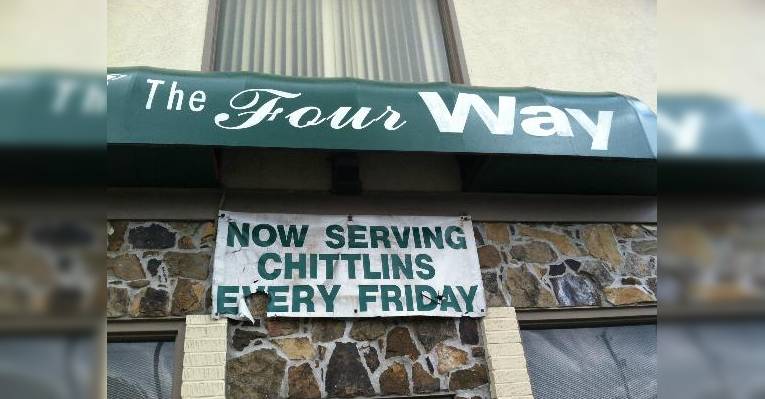 The Four Way
NOW SERVING
CHITTLINS
EVERY FRIDAY